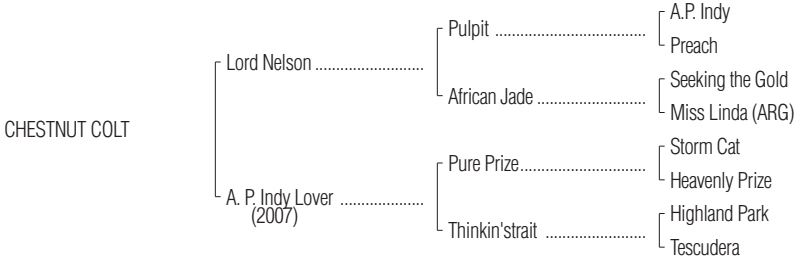 A.P. Indy
Pulpit ....................................
Preach
Lord Nelson ..........................
Seeking the Gold
African Jade ..........................
Miss Linda (ARG)
CHESTNUT COLT
Storm Cat
Pure Prize..............................
Heavenly Prize
A. P. Indy Lover ....................
(2007)
Highland Park
Thinkin'strait ........................
Tescudera